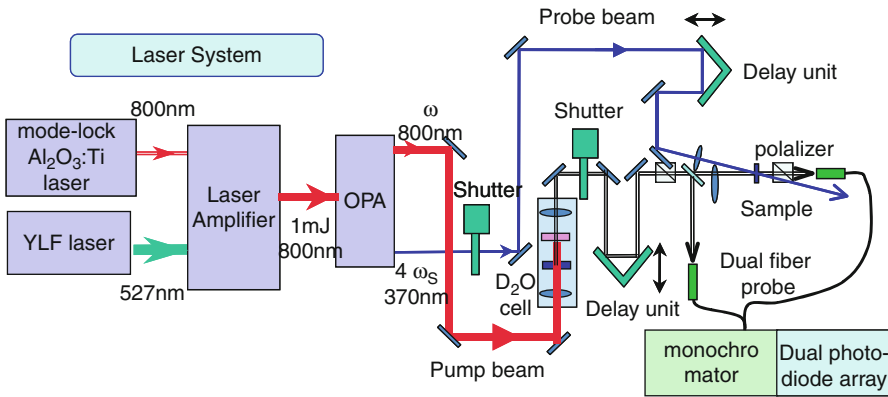 Laser System
Probe beam
Delay unit
800nm
mode-lock
Al2O3:Ti
laser
YLF laser
527nm
Laser
Amplifier
1mJ
800nm
OPA
ω
800nm
Shutter
4 ωS
370nm
Pump beam
D2O
cell
Shutter
Delay unit
polalizer
Sample
Dual fiber
probe
monochro
mator
Dual photo-
diode array